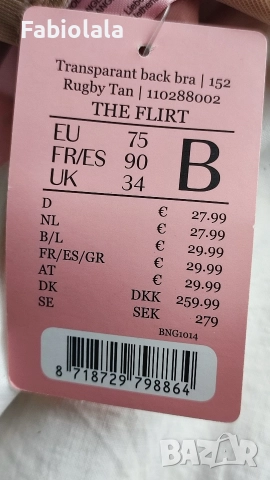 Fabiolala
Transparant back bra | 152
Rugby Tan | 110288002
THE FLIRT
EU 75
FR/ES 90 B
UK 34
D € 27.99
NL € 27.99
B/L € 29.99
FR/ES/GR € 29.99
AT € 29.99
DK DKK 259.99
SE SEK 279
BNG1014
8 718729 798864
BAZAR